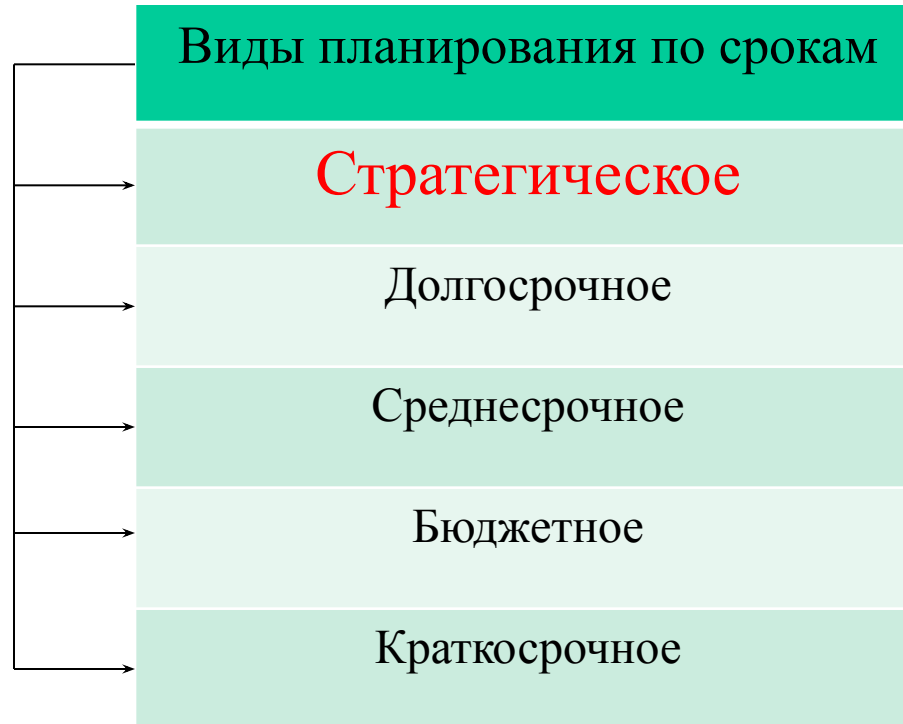 Виды планирования по срокам
Стратегическое
Долгосрочное
Среднесрочное
Бюджетное
Краткосрочное